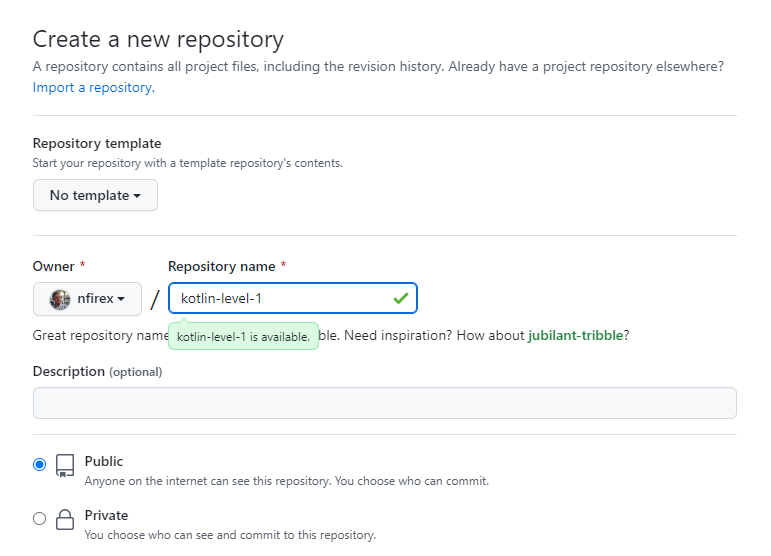 Create a new repository
A repository contains all project files, including the revision history. Already have a project repository elsewhere?
Import a repository.
Repository template
Start your repository with a template repository's contents.
No template
Owner * Repository name *
nfirex / kotlin-level-1
Great repository name ble. Need inspiration? How about jubilant-tribble?
kotlin-level-1 is available.
Description (optional)
Public
Anyone on the internet can see this repository. You choose who can commit.
Private
You choose who can see and commit to this repository.